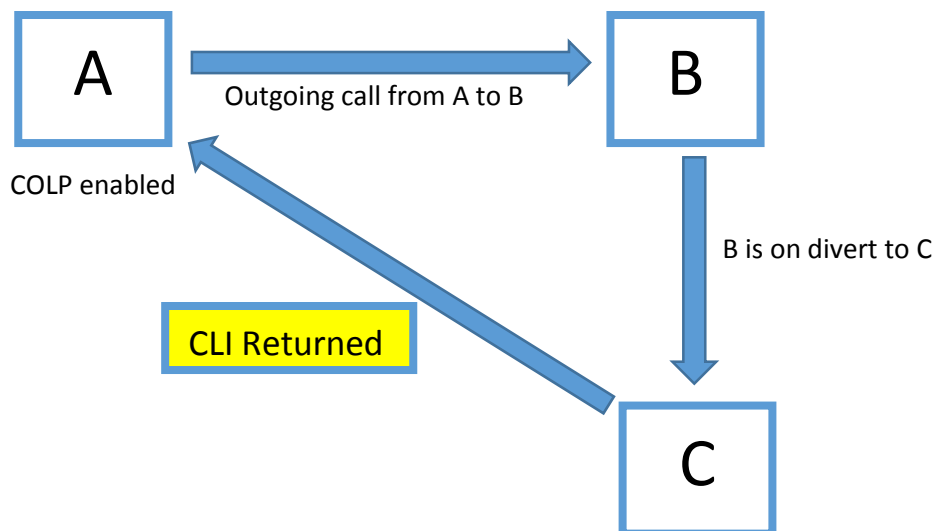 A
B
Outgoing call from A to B
COLP enabled
B is on divert to C
CLI Returned
C